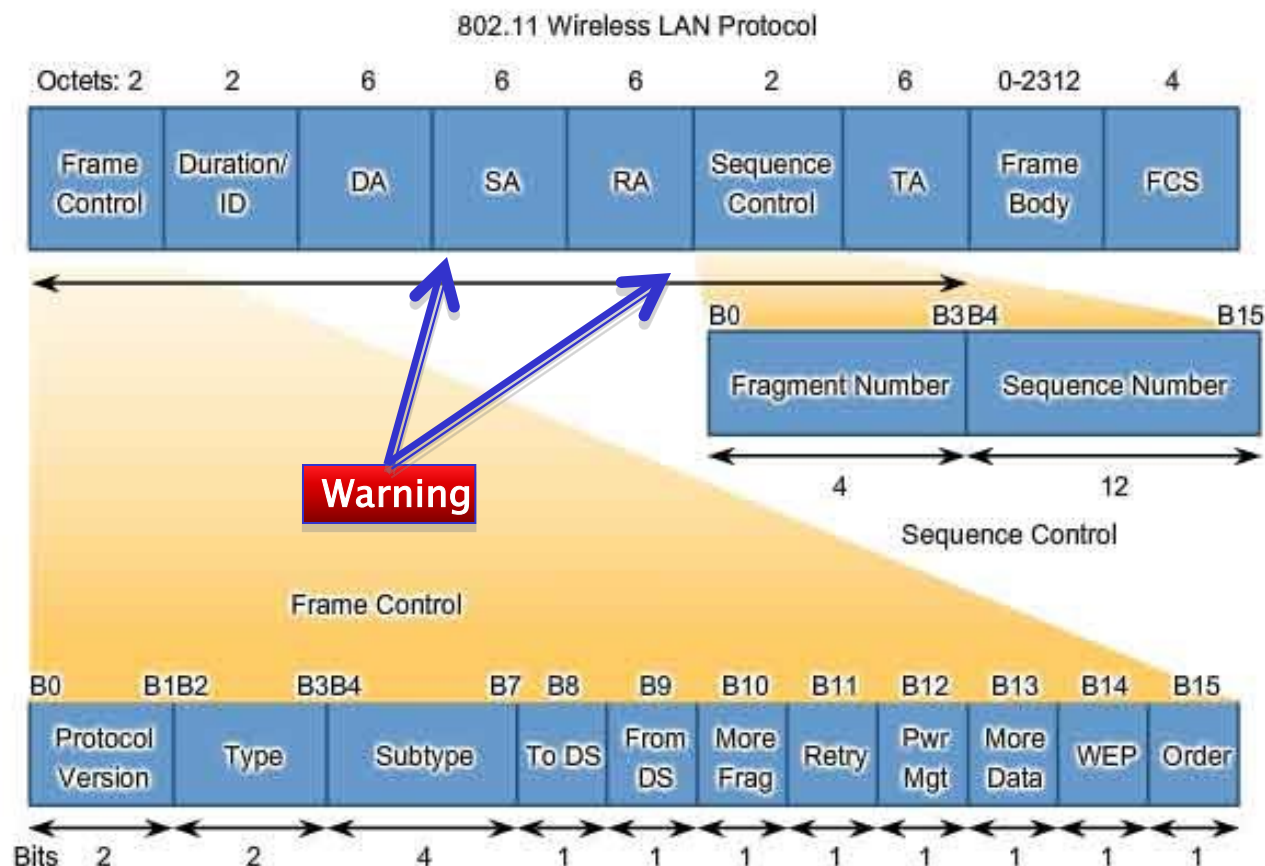 802.11 Wireless LAN Protocol
Octets: 2 2 6 6 6 2 6 0-2312 4
Frame Control
Duration/ ID
DA
SA
RA
Sequence Control
TA
Frame Body
FCS
B0 B3 B4 B15
Fragment Number
Sequence Number
4 12
Sequence Control
Warning
Frame Control
B0 B1 B2 B3 B4 B7 B8 B9 B10 B11 B12 B13 B14 B15
Protocol Version
Type
Subtype
To DS
From DS
More Frag
Retry
Pwr Mgt
More Data
WEP
Order
Bits 2 2 4 1 1 1 1 1 1 1 1